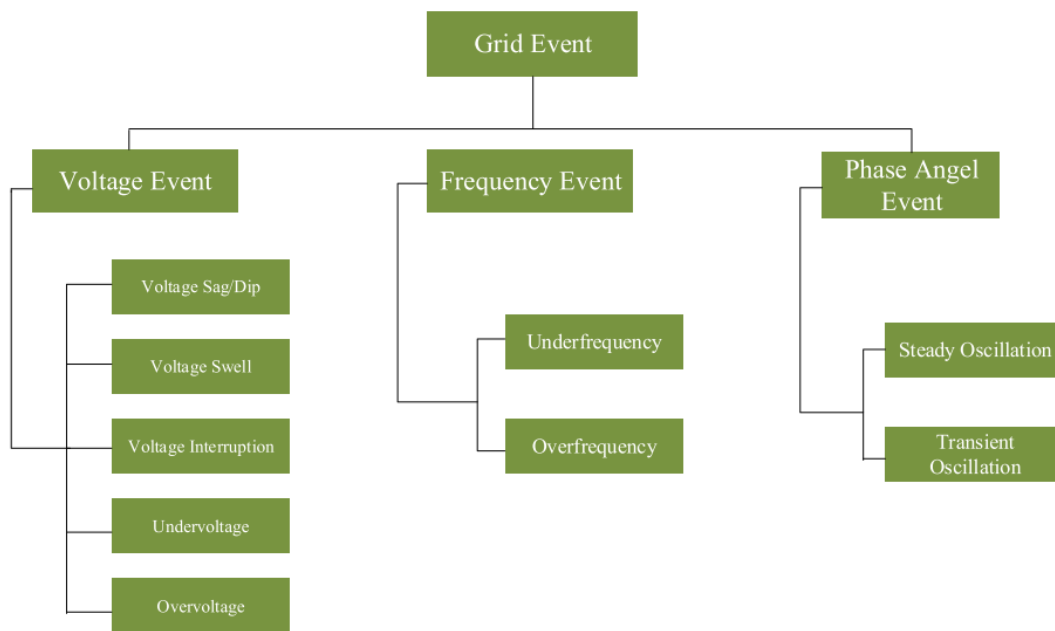 Grid Event
Voltage Event
Frequency Event
Phase Angel
Event
Voltage Sag/Dip
Voltage Swell
Voltage Interruption
Undervoltage
Overvoltage
Underfrequency
Overfrequency
Steady Oscillation
Transient
Oscillation